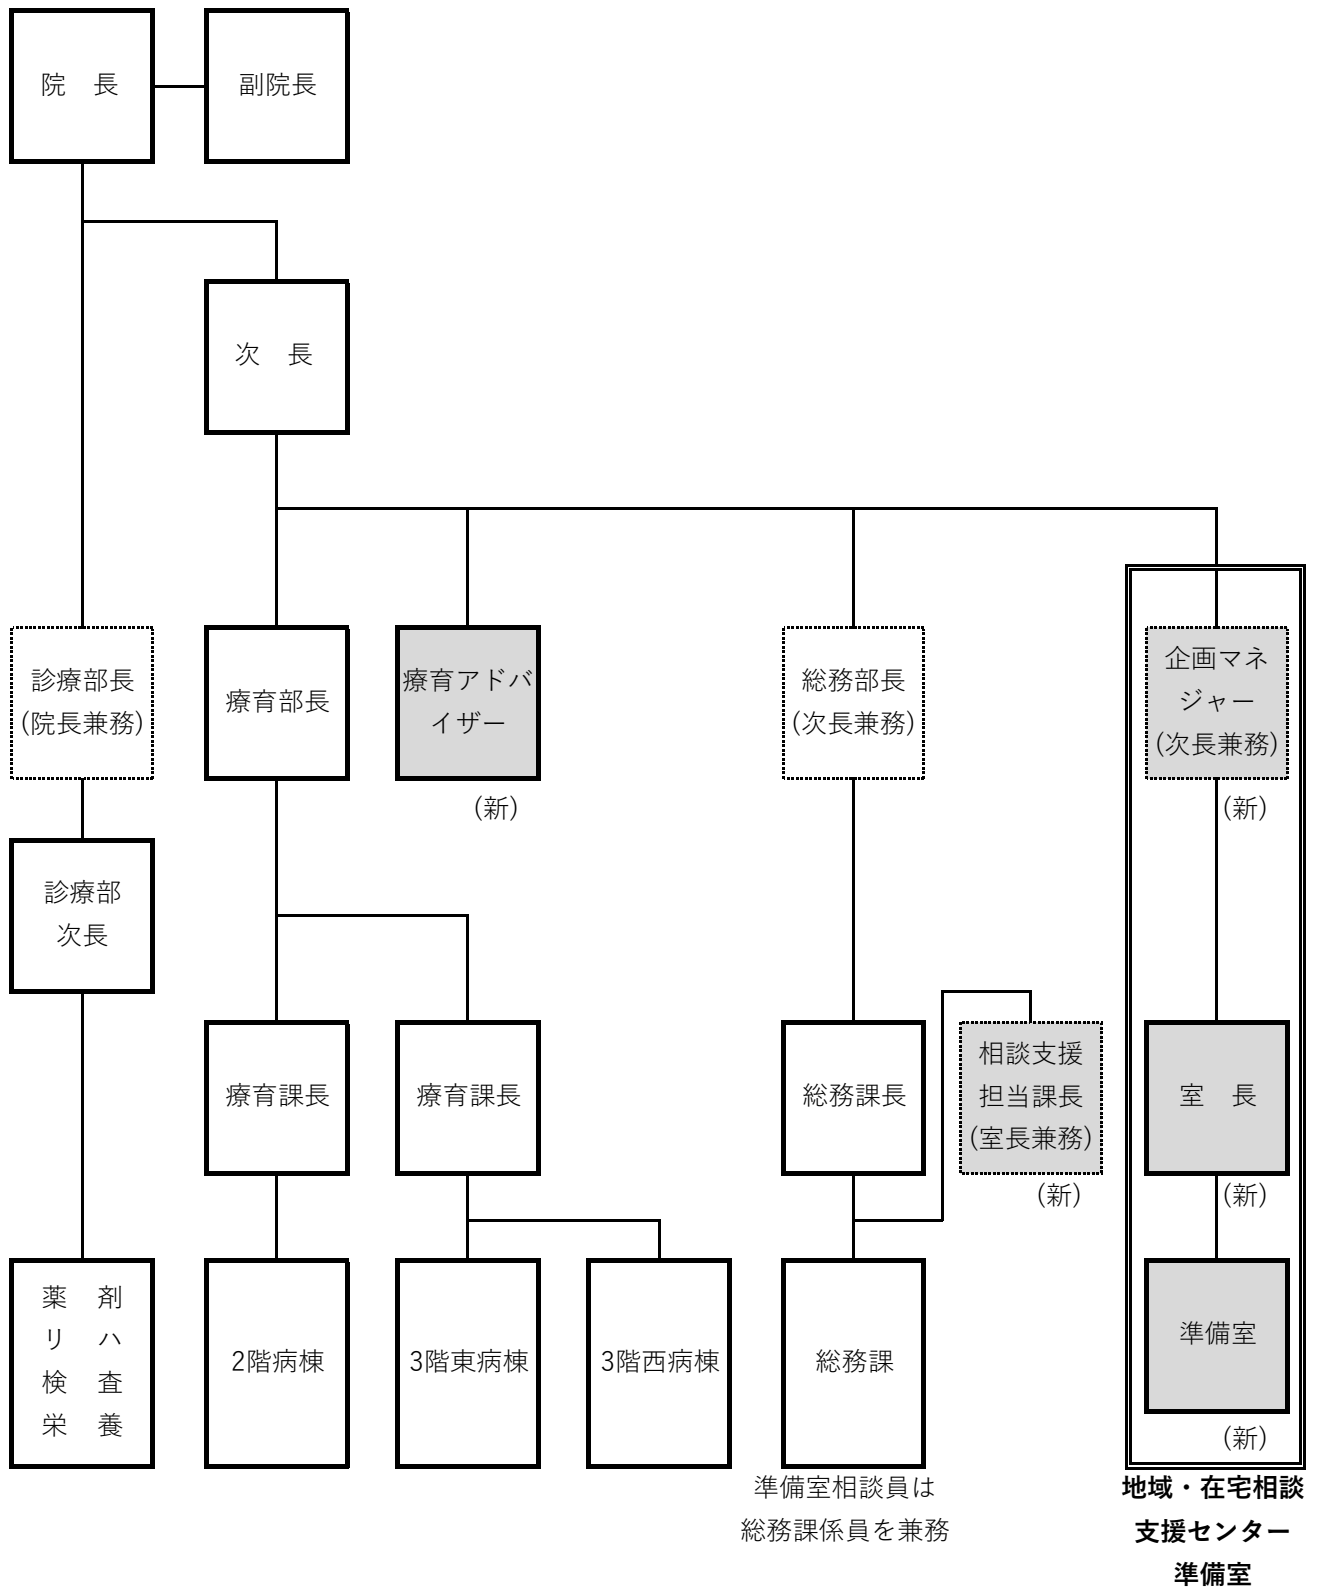 院　長
副院長
次　長
診療部長
(院長兼務)
療育部長
療育アドバ
イザー
(新)
総務部長
(次長兼務)
企画マネ
ジャー
(次長兼務)
(新)
診療部
次長
療育課長
療育課長
総務課長
相談支援
担当課長
(室長兼務)
(新)
室　長
(新)
薬　剤
リ　ハ
検　査
栄　養
2階病棟
3階東病棟
3階西病棟
総務課
準備室
(新)
準備室相談員は
総務課係員を兼務
地域・在宅相談
支援センター
準備室